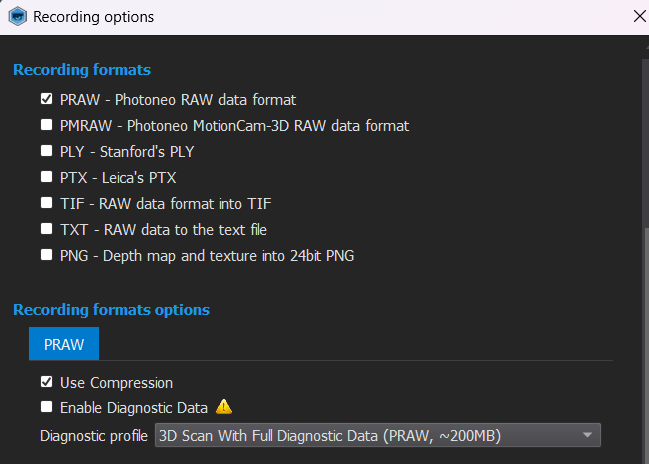 Recording options
Recording formats
PRAW - Photoneo RAW data format
PMRAW - Photoneo MotionCam-3D RAW data format
PLY - Stanford's PLY
PTX - Leica's PTX
TIF - RAW data format into TIF
TXT - RAW data to the text file
PNG - Depth map and texture into 24bit PNG
Recording formats options
PRAW
Use Compression
Enable Diagnostic Data
Diagnostic profile 3D Scan With Full Diagnostic Data (PRAW, ~200MB)